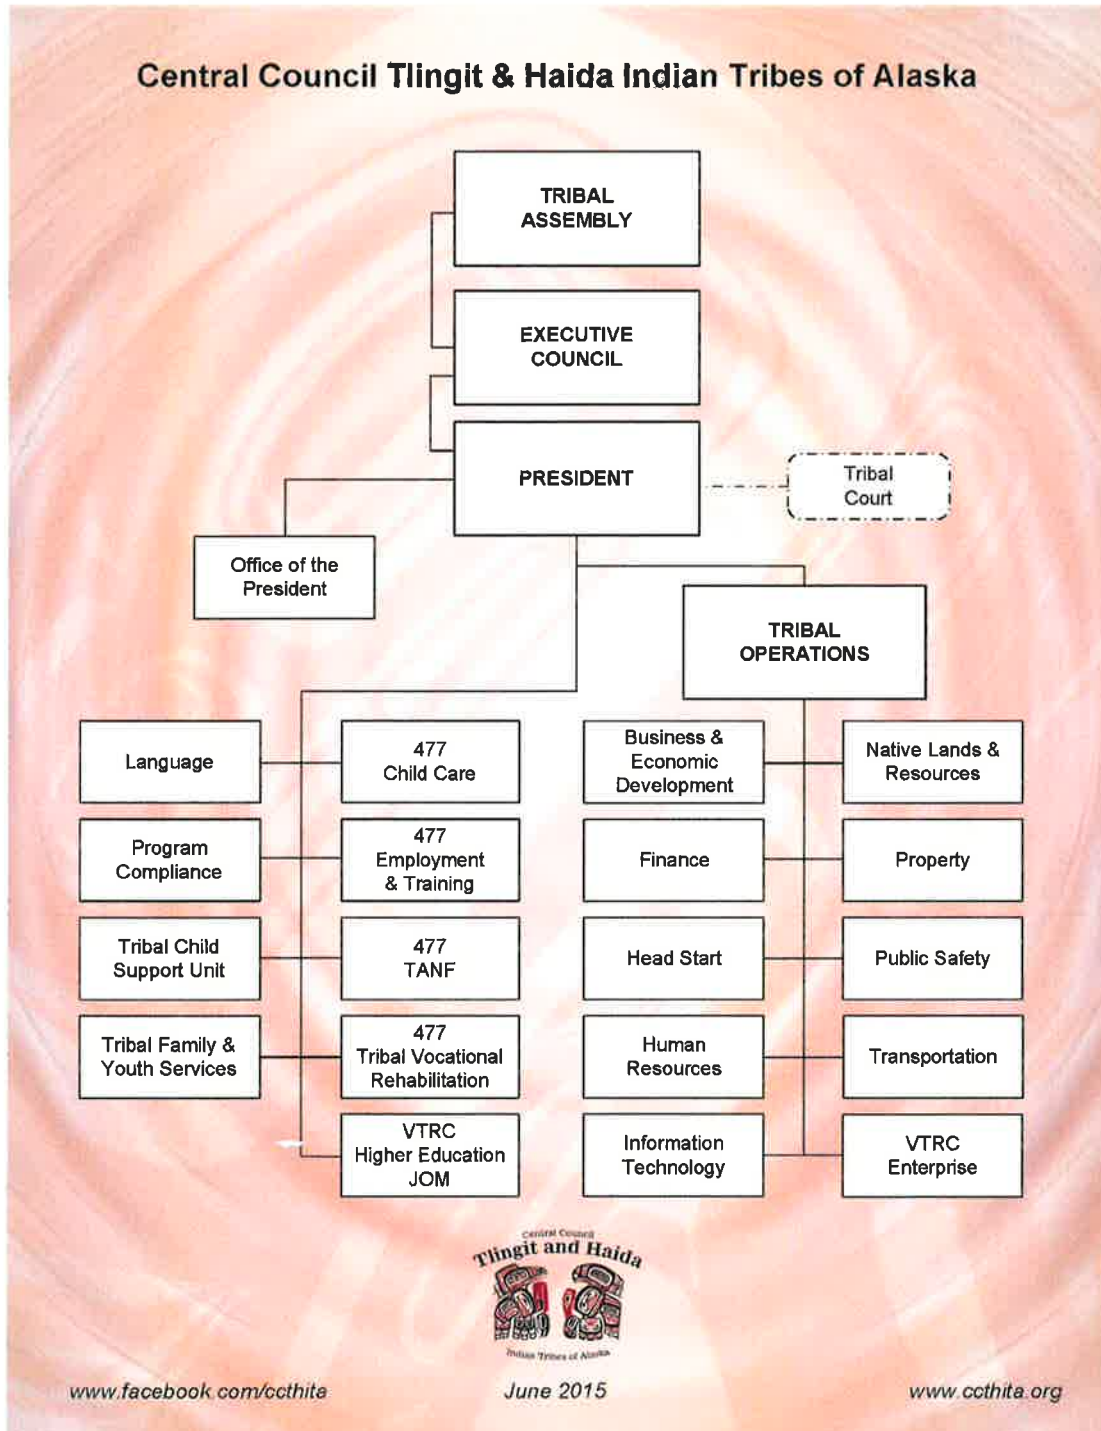 Central Council Tlingit & Haida Indian Tribes of Alaska
TRIBAL
ASSEMBLY
EXECUTIVE
COUNCIL
PRESIDENT
Tribal
Court
Office of the
President
TRIBAL
OPERATIONS
Language
477
Child Care
Business &
Economic
Development
Native Lands &
Resources
Program
Compliance
477
Employment
& Training
Finance
Property
Tribal Child
Support Unit
477
TANF
Head Start
Public Safety
Tribal Family &
Youth Services
477
Tribal Vocational
Rehabilitation
Human
Resources
Transportation
VTRC
Higher Education
JOM
Information
Technology
VTRC
Enterprise
Central Council
Tlingit and Haida
Indian Tribes of Alaska
www.facebook.com/ccthita
June 2015
www.ccthita.org